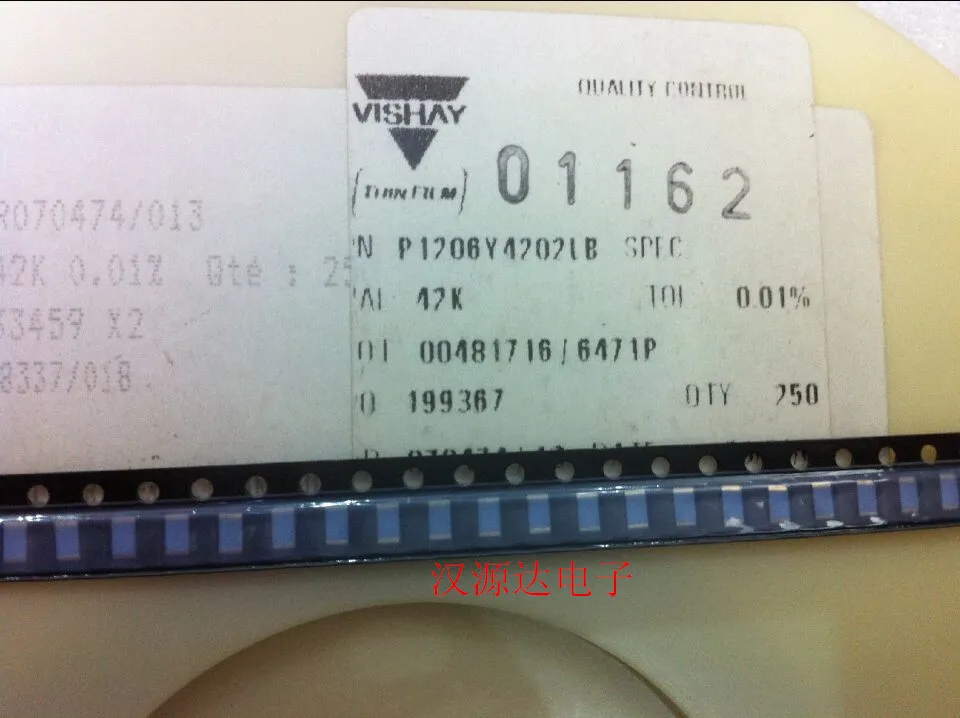 VISHAY
THIN FILM
QUALITY CONTROL
01162
N P1206Y4202LB SPEC
AL 42K TOL 0.01%
OT 00481716/6471P
O 199367 QTY 250
R070474/013
42K 0.01% Qté : 25
33459 X2
8337/018
汉源达电子